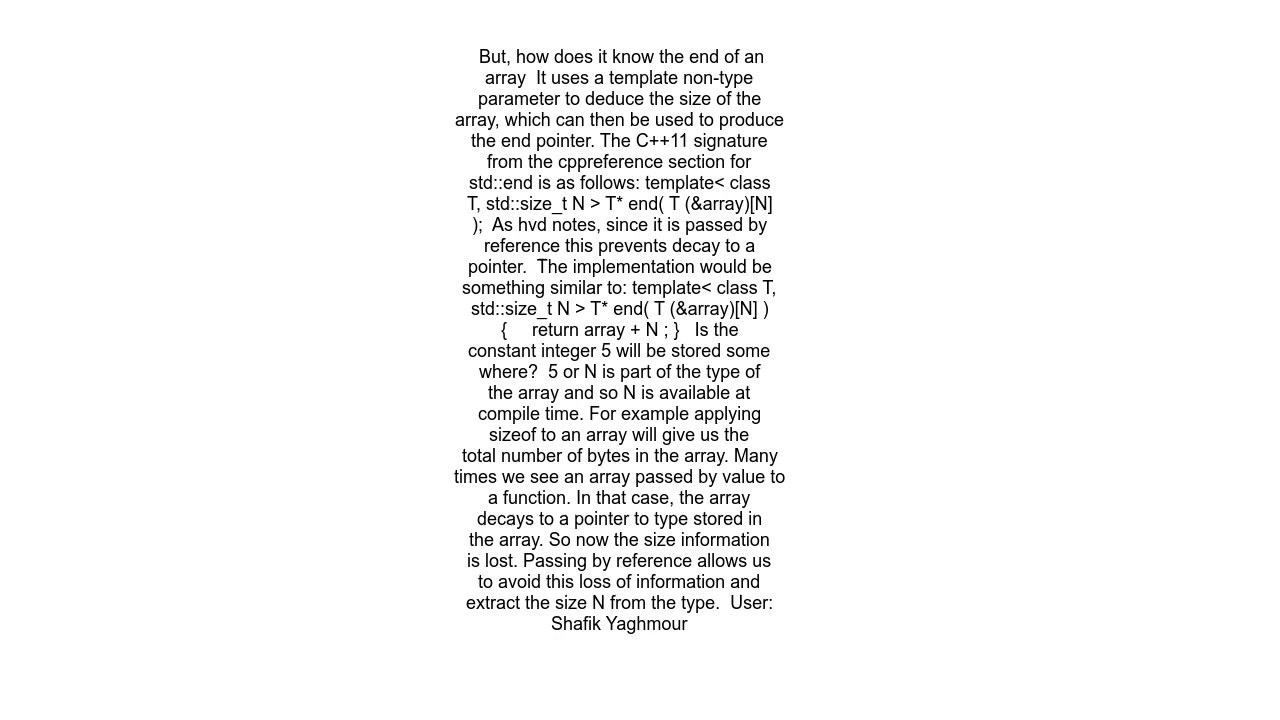 But, how does it know the end of an
array  It uses a template non-type
parameter to deduce the size of the
array, which can then be used to produce
the end pointer. The C++11 signature
from the cppreference section for
std::end is as follows: template< class
T, std::size_t N > T* end( T (&array)[N]
);  As hvd notes, since it is passed by
reference this prevents decay to a
pointer.  The implementation would be
something similar to: template< class T,
std::size_t N > T* end( T (&array)[N] )
{     return array + N ; }   Is the
constant integer 5 will be stored some
where?  5 or N is part of the type of
the array and so N is available at
compile time. For example applying
sizeof to an array will give us the
total number of bytes in the array. Many
times we see an array passed by value to
a function. In that case, the array
decays to a pointer to type stored in
the array. So now the size information
is lost. Passing by reference allows us
to avoid this loss of information and
extract the size N from the type.  User:
Shafik Yaghmour